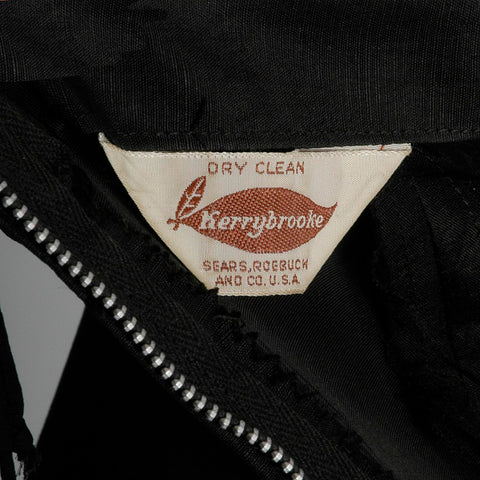 DRY CLEAN
Kerrybrooke
SEARS, ROEBUCK
AND CO. U.S.A.